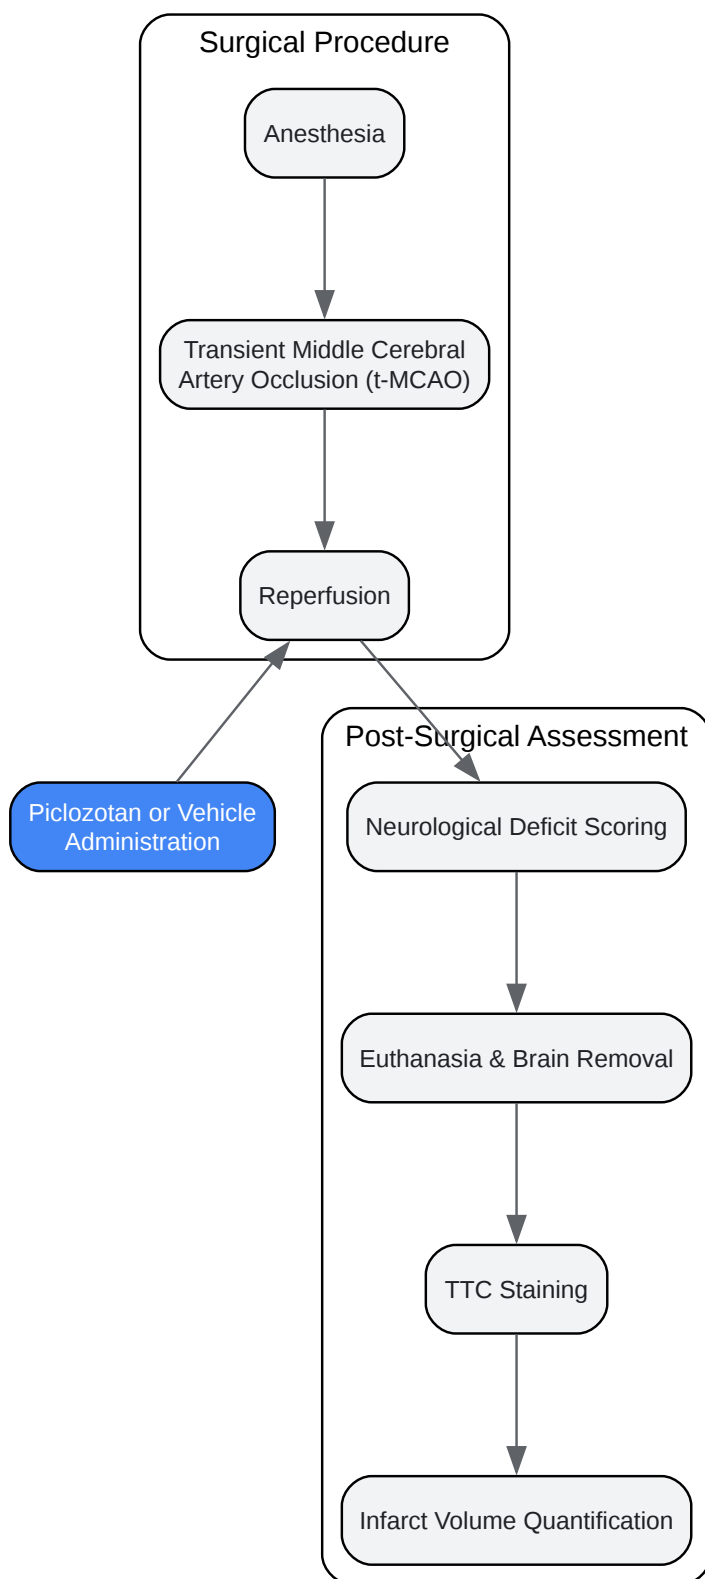 Surgical Procedure
Anesthesia
Transient Middle Cerebral
Artery Occlusion (t-MCAO)
Reperfusion
Post-Surgical Assessment
Piclozotan or Vehicle
Administration
Neurological Deficit Scoring
Euthanasia & Brain Removal
TTC Staining
Infarct Volume Quantification